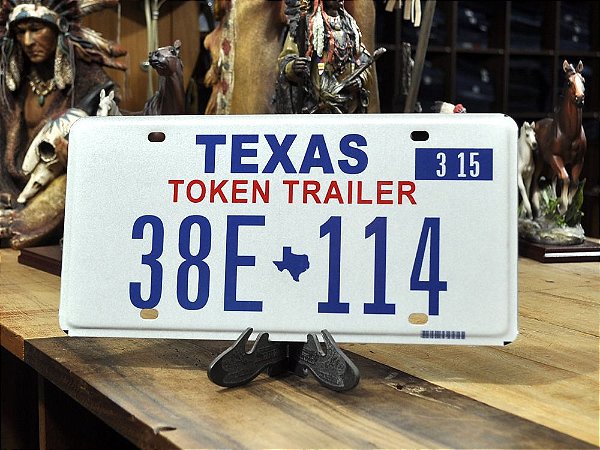 TEXAS
3 15
TOKEN TRAILER
38E 114